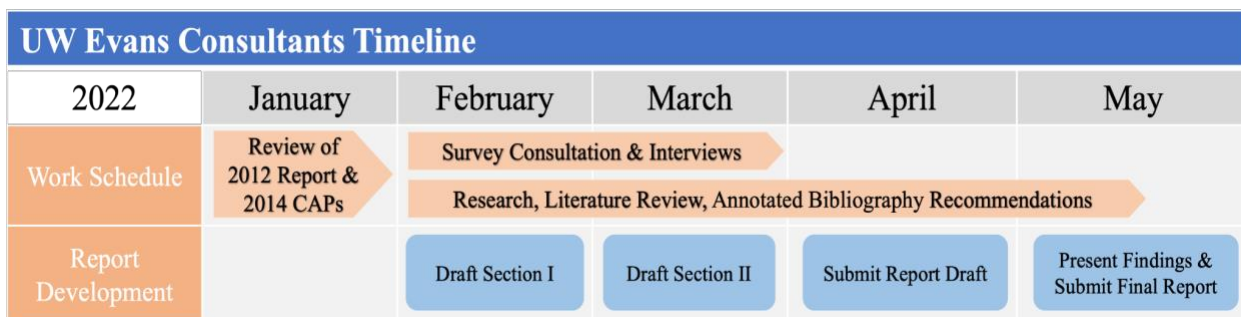 UW Evans Consultants Timeline
2022
January
February
March
April
May
Work Schedule
Review of
2012 Report &
2014 CAPs
Survey Consultation & Interviews
Research, Literature Review, Annotated Bibliography Recommendations
Report
Development
Draft Section I
Draft Section II
Submit Report Draft
Present Findings &
Submit Final Report